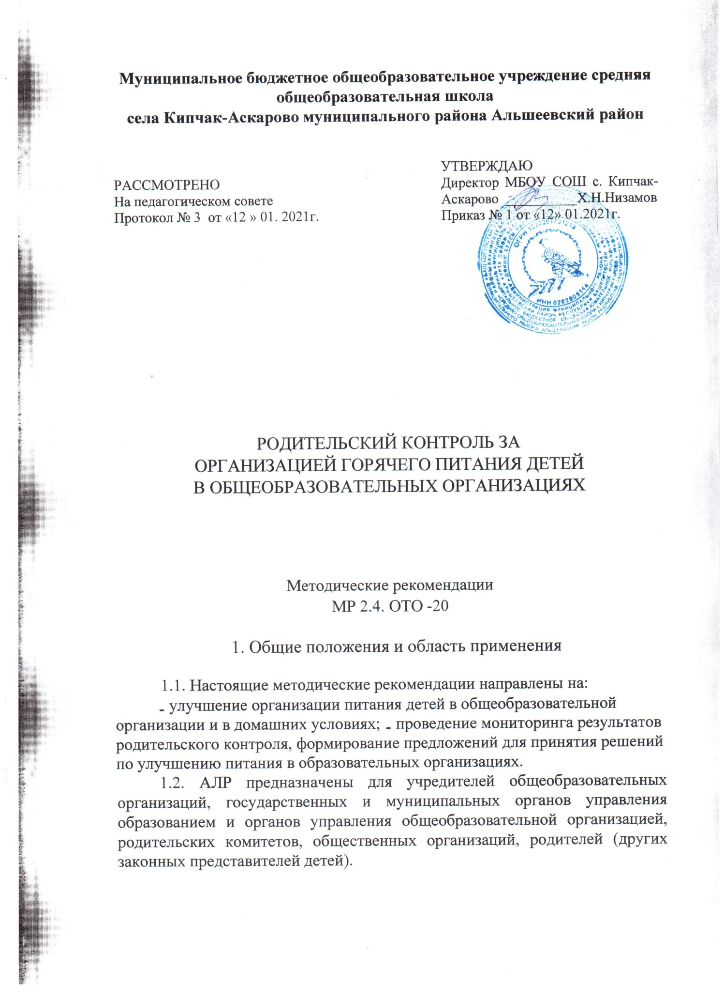 Муниципальное бюджетное общеобразовательное учреждение средняя
общеобразовательная школа
села Кипчак-Аскарово муниципального района Альшеевский район
РАССМОТРЕНО
На педагогическом совете
Протокол № 3 от «12 » 01. 2021г.
УТВЕРЖДАЮ
Директор МБОУ СОШ с. Кипчак-
Аскарово __________ Х.Н.Низамов
Приказ № 1 от «12» 01.2021г.
ОГРН 1020201731219
РОДИТЕЛЬСКИЙ КОНТРОЛЬ ЗА
ОРГАНИЗАЦИЕЙ ГОРЯЧЕГО ПИТАНИЯ ДЕТЕЙ
В ОБЩЕОБРАЗОВАТЕЛЬНЫХ ОРГАНИЗАЦИЯХ
Методические рекомендации
МР 2.4. ОТО -20
1. Общие положения и область применения
1.1. Настоящие методические рекомендации направлены на:
- улучшение организации питания детей в общеобразовательной
организации и в домашних условиях; - проведение мониторинга результатов
родительского контроля, формирование предложений для принятия решений
по улучшению питания в образовательных организациях.
1.2. АЛР предназначены для учредителей общеобразовательных
организаций, государственных и муниципальных органов управления
образованием и органов управления общеобразовательной организацией,
родительских комитетов, общественных организаций, родителей (других
законных представителей детей).